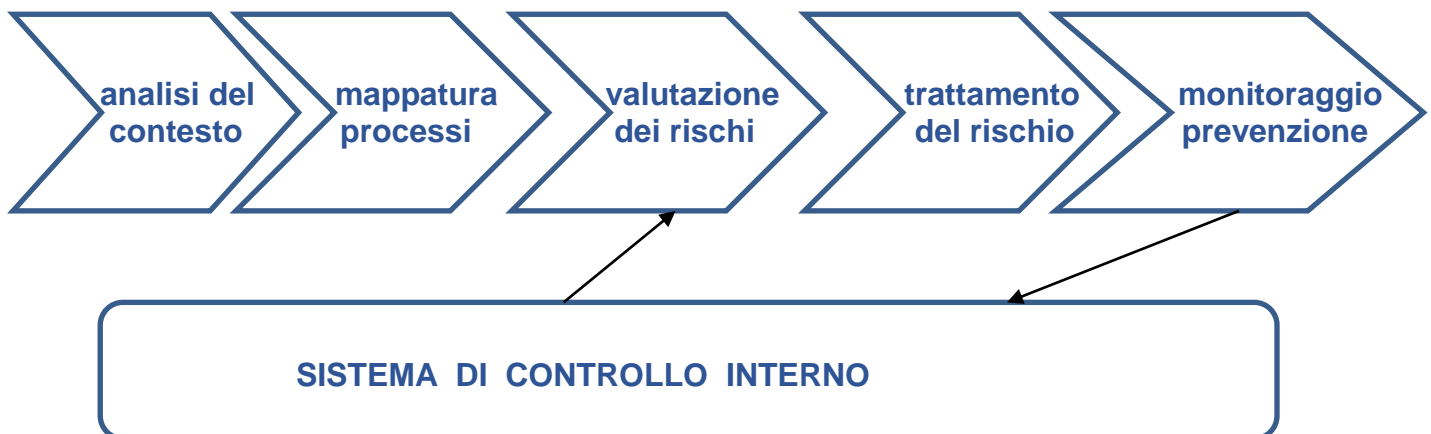 analisi del
contesto
mappatura
processi
valutazione
dei rischi
trattamento
del rischio
monitoraggio
prevenzione
SISTEMA DI CONTROLLO INTERNO